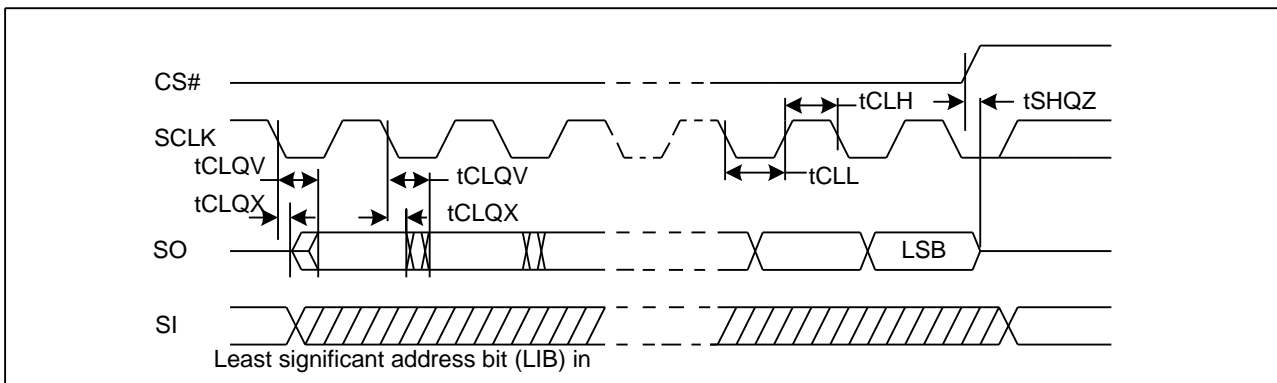 CS#
tCLH
tSHQZ
SCLK
tCLQV
tCLQV
tCLL
tCLQX
tCLQX
SO
LSB
SI
Least significant address bit (LIB) in